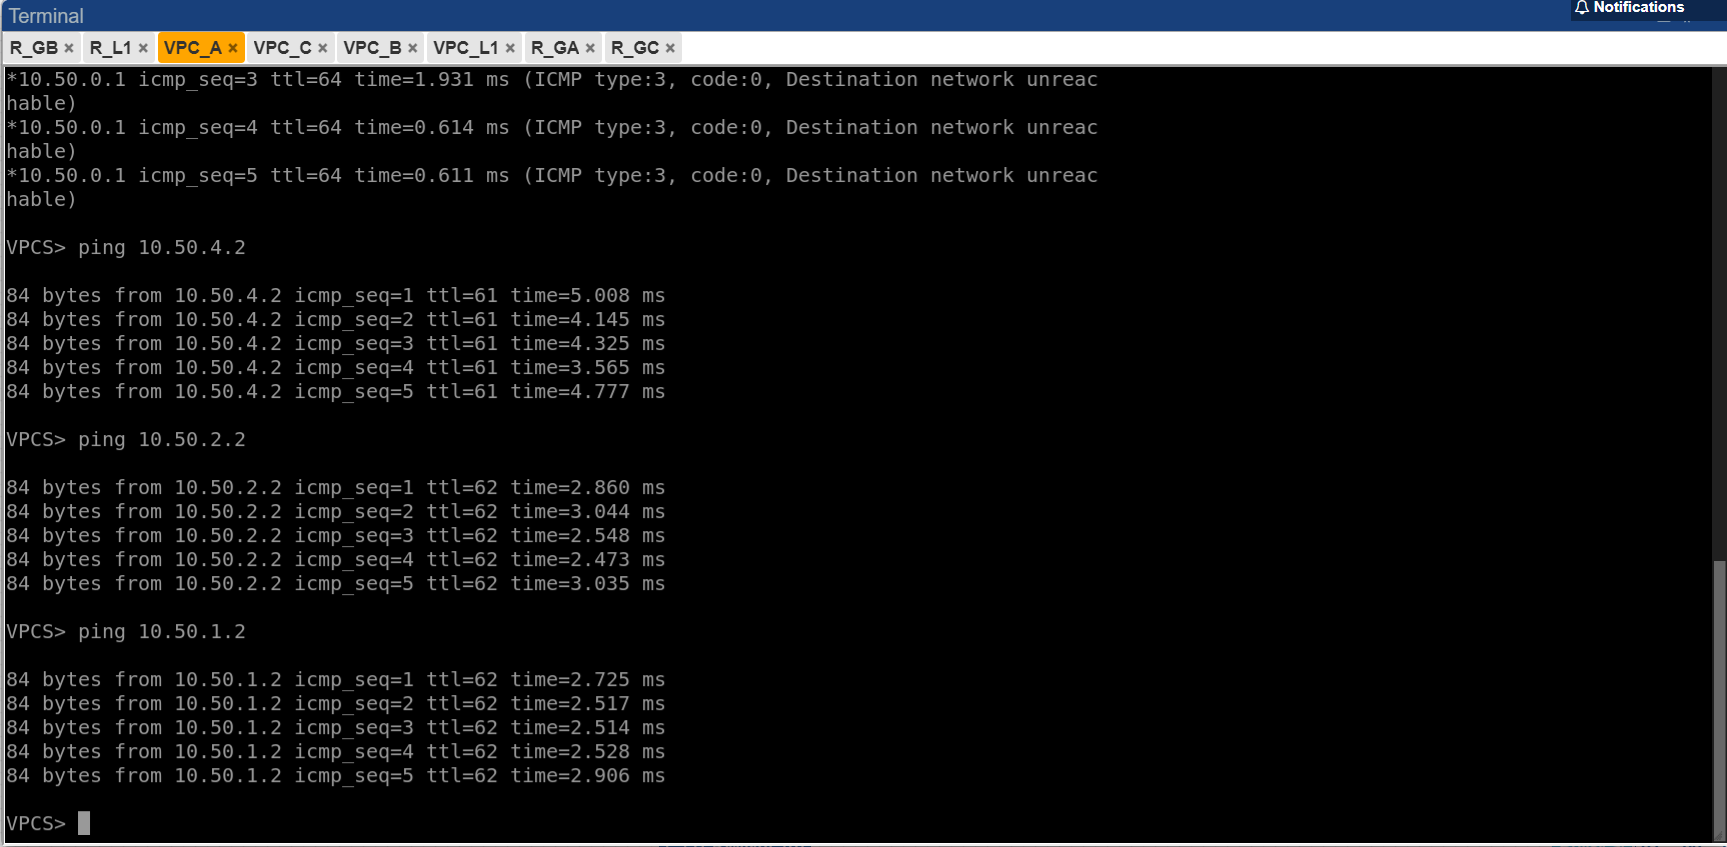 Terminal
Notifications
R_GB × R_L1 × VPC_A × VPC_C × VPC_B × VPC_L1 × R_GA × R_GC ×
*10.50.0.1 icmp_seq=3 ttl=64 time=1.931 ms (ICMP type:3, code:0, Destination network unreac
hable)
*10.50.0.1 icmp_seq=4 ttl=64 time=0.614 ms (ICMP type:3, code:0, Destination network unreac
hable)
*10.50.0.1 icmp_seq=5 ttl=64 time=0.611 ms (ICMP type:3, code:0, Destination network unreac
hable)
VPCS> ping 10.50.4.2
84 bytes from 10.50.4.2 icmp_seq=1 ttl=61 time=5.008 ms
84 bytes from 10.50.4.2 icmp_seq=2 ttl=61 time=4.145 ms
84 bytes from 10.50.4.2 icmp_seq=3 ttl=61 time=4.325 ms
84 bytes from 10.50.4.2 icmp_seq=4 ttl=61 time=3.565 ms
84 bytes from 10.50.4.2 icmp_seq=5 ttl=61 time=4.777 ms
VPCS> ping 10.50.2.2
84 bytes from 10.50.2.2 icmp_seq=1 ttl=62 time=2.860 ms
84 bytes from 10.50.2.2 icmp_seq=2 ttl=62 time=3.044 ms
84 bytes from 10.50.2.2 icmp_seq=3 ttl=62 time=2.548 ms
84 bytes from 10.50.2.2 icmp_seq=4 ttl=62 time=2.473 ms
84 bytes from 10.50.2.2 icmp_seq=5 ttl=62 time=3.035 ms
VPCS> ping 10.50.1.2
84 bytes from 10.50.1.2 icmp_seq=1 ttl=62 time=2.725 ms
84 bytes from 10.50.1.2 icmp_seq=2 ttl=62 time=2.517 ms
84 bytes from 10.50.1.2 icmp_seq=3 ttl=62 time=2.514 ms
84 bytes from 10.50.1.2 icmp_seq=4 ttl=62 time=2.528 ms
84 bytes from 10.50.1.2 icmp_seq=5 ttl=62 time=2.906 ms
VPCS>